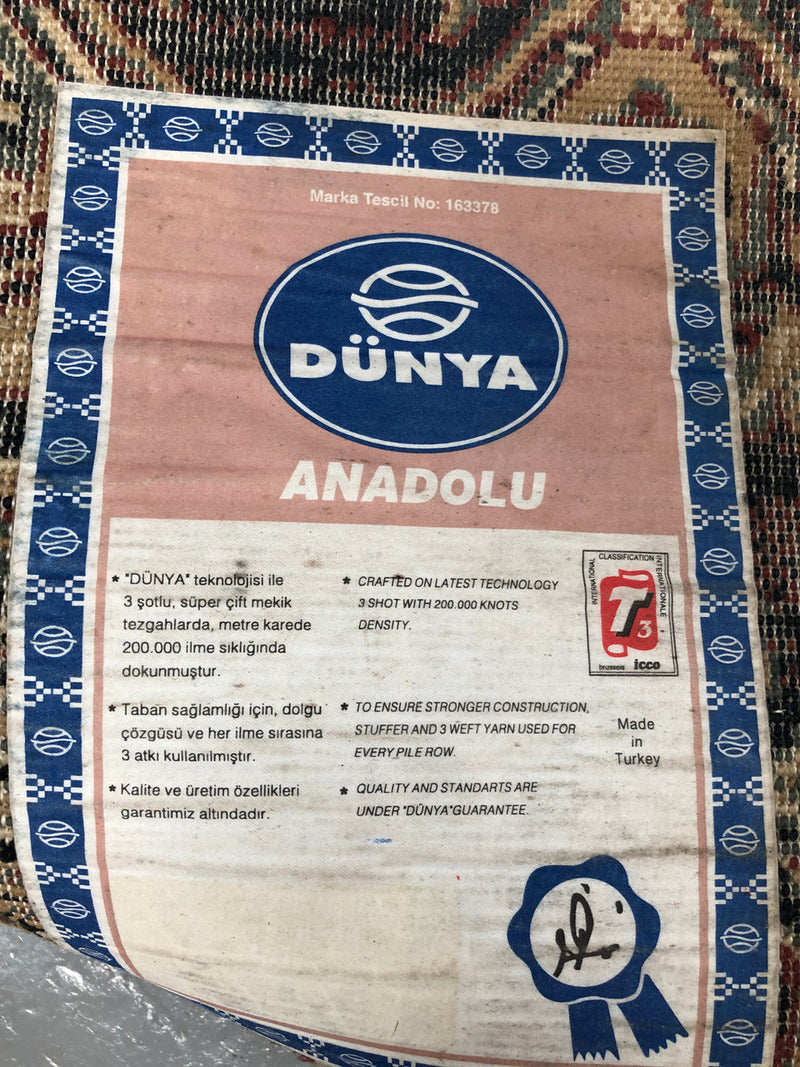 Marka Tescil No: 163378
DÜNYA
ANADOLU
* "DÜNYA" teknolojisi ile
3 şotlu, süper çift mekik
tezgahlarda, metre karede
200.000 ilme sıklığında
dokunmuştur.
* Taban sağlamlığı için, dolgu
çözgüsü ve her ilme sırasına
3 atkı kullanılmıştır.
* Kalite ve üretim özellikleri
garantimiz altındadır.
* CRAFTED ON LATEST TECHNOLOGY
3 SHOT WITH 200.000 KNOTS
DENSITY.
* TO ENSURE STRONGER CONSTRUCTION,
STUFFER AND 3 WEFT YARN USED FOR
EVERY PILE ROW.
* QUALITY AND STANDARTS ARE
UNDER "DÜNYA"GUARANTEE.
INTERNATIONAL
CLASSIFICATION
INTERNATIONALE
T3
brussels icco
Made
in
Turkey